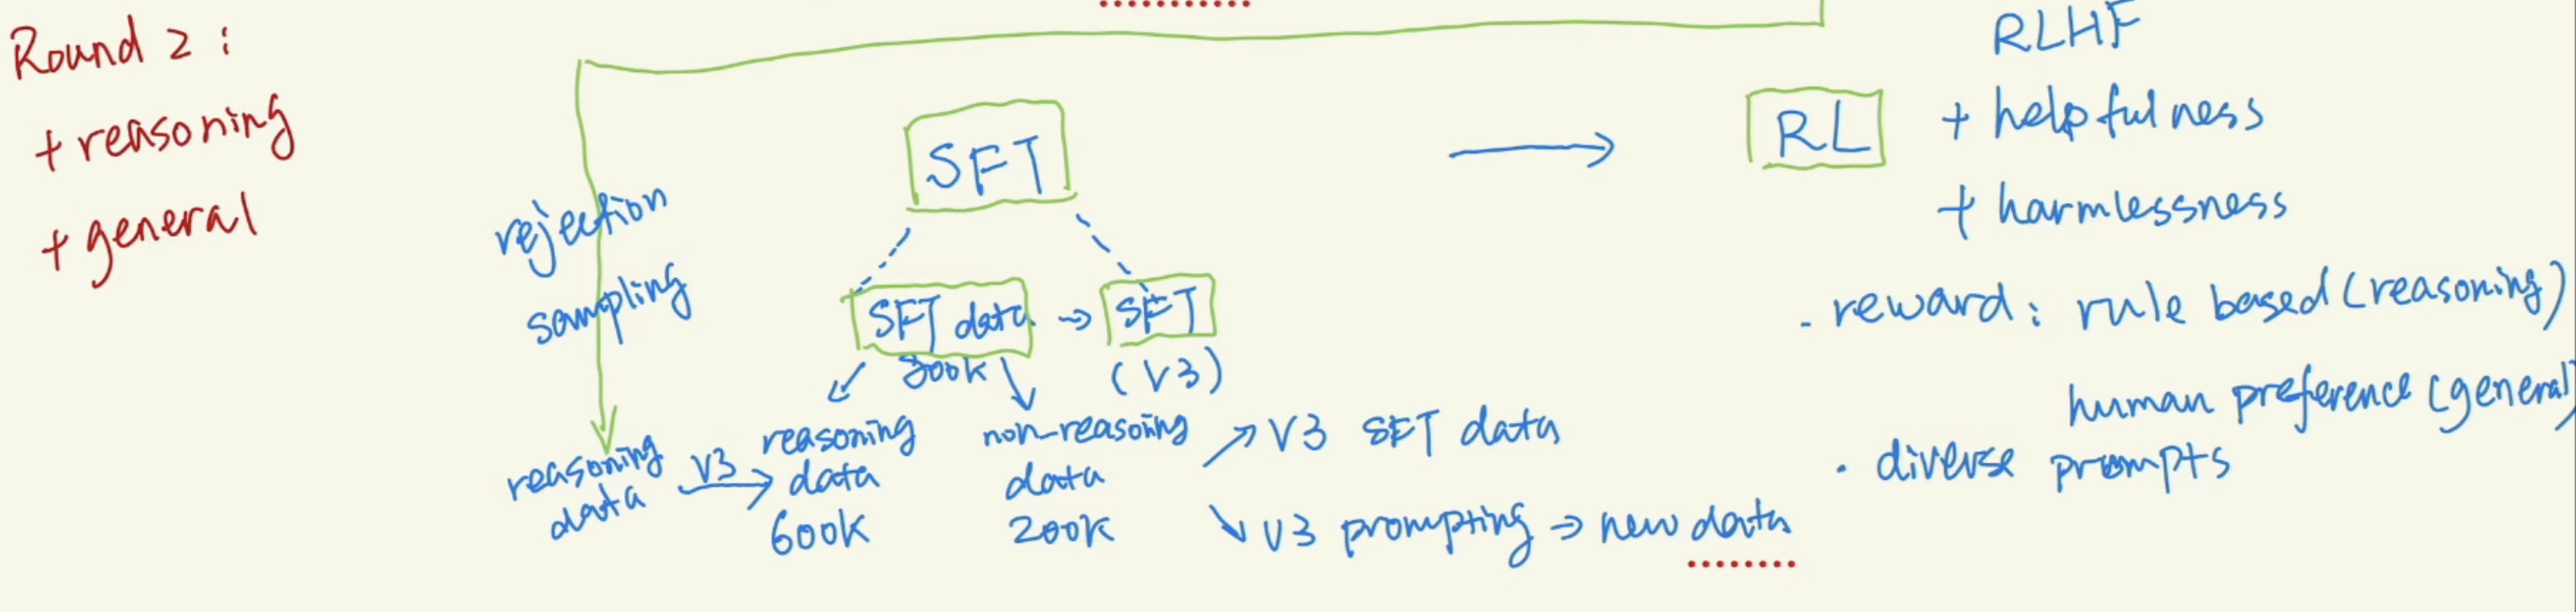 Round 2:
+ reasoning
+ general
rejection
sampling
reasoning
data
V3
SFT
SFT data → SFT
800k
(V3)
reasoning
data
600k
non-reasoning
data
200k
V3 SFT data
V3 prompting → new data
RL
RLHF
+ helpfulness
+ harmlessness
- reward: rule based (reasoning)
human preference (general)
· diverse prompts